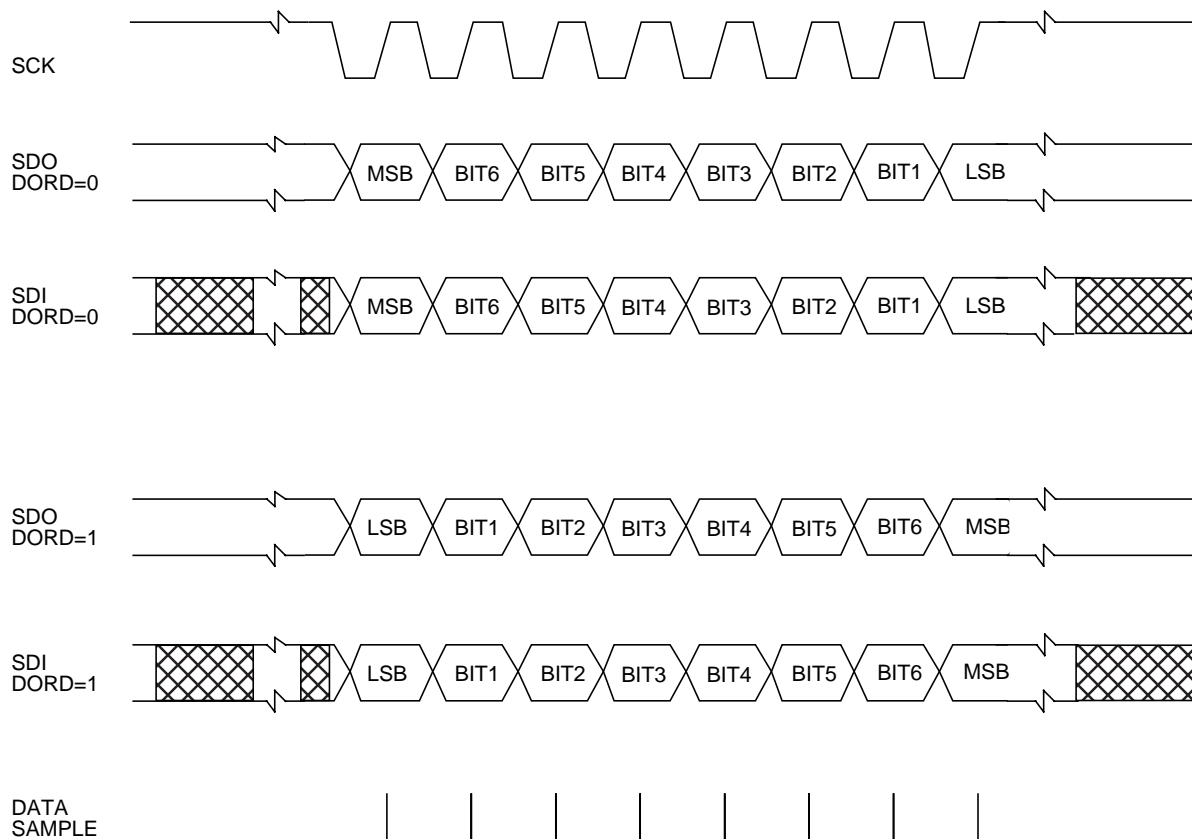 SCK
SDO
DORD=0
MSB BIT6 BIT5 BIT4 BIT3 BIT2 BIT1 LSB
SDI
DORD=0
MSB BIT6 BIT5 BIT4 BIT3 BIT2 BIT1 LSB
SDO
DORD=1
LSB BIT1 BIT2 BIT3 BIT4 BIT5 BIT6 MSB
SDI
DORD=1
LSB BIT1 BIT2 BIT3 BIT4 BIT5 BIT6 MSB
DATA
SAMPLE